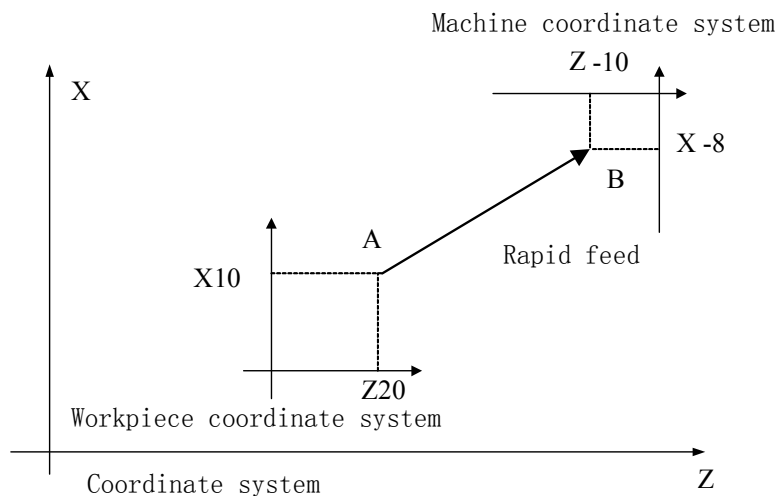 Machine coordinate system
Z -10
X
X -8
B
A
Rapid feed
X10
Z20
Workpiece coordinate system
Coordinate system
Z